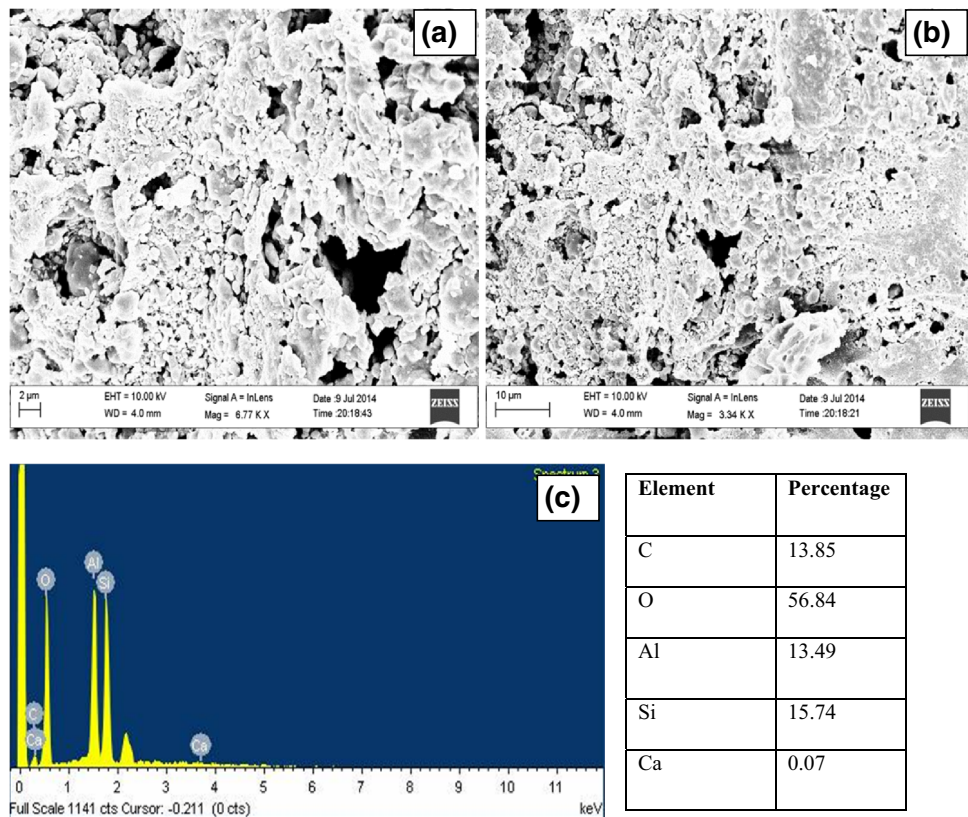 (a)
2 µm
EHT = 10.00 kV
WD = 4.0 mm
Signal A = InLens
Mag = 6.77 K X
Date :9 Jul 2014
Time :20:18:43
ZEISS
(b)
10 µm
EHT = 10.00 kV
WD = 4.0 mm
Signal A = InLens
Mag = 3.34 K X
Date :9 Jul 2014
Time :20:18:21
ZEISS
(c)
O
Al
Si
C
Ca
Ca
0 1 2 3 4 5 6 7 8 9 10 11
Full Scale 1141 cts Cursor: -0.211 (0 cts)
keV
Element Percentage
C 13.85
O 56.84
Al 13.49
Si 15.74
Ca 0.07